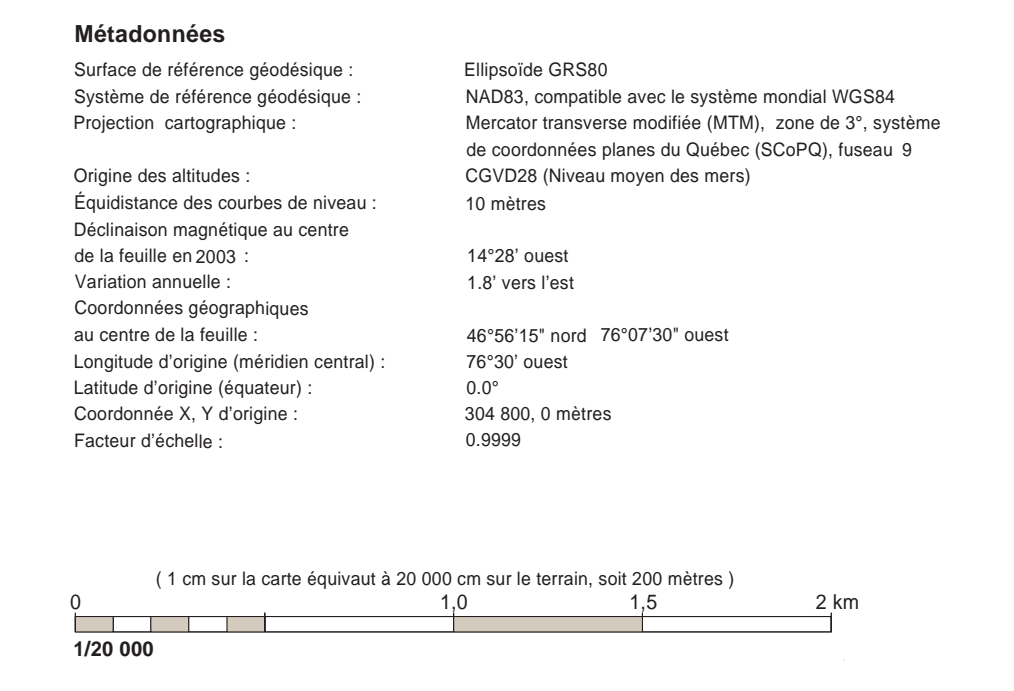 Métadonnées
Surface de référence géodésique : Ellipsoïde GRS80
Système de référence géodésique : NAD83, compatible avec le système mondial WGS84
Projection cartographique : Mercator transverse modifiée (MTM), zone de 3°, système
de coordonnées planes du Québec (SCoPQ), fuseau 9
Origine des altitudes : CGVD28 (Niveau moyen des mers)
Équidistance des courbes de niveau : 10 mètres
Déclinaison magnétique au centre
de la feuille en 2003 : 14°28’ ouest
Variation annuelle : 1.8’ vers l’est
Coordonnées géographiques
au centre de la feuille : 46°56’15" nord 76°07’30" ouest
Longitude d’origine (méridien central) : 76°30’ ouest
Latitude d’origine (équateur) : 0.0°
Coordonnée X, Y d’origine : 304 800, 0 mètres
Facteur d’échelle : 0.9999
( 1 cm sur la carte équivaut à 20 000 cm sur le terrain, soit 200 mètres )
0 1,0 1,5 2 km
1/20 000